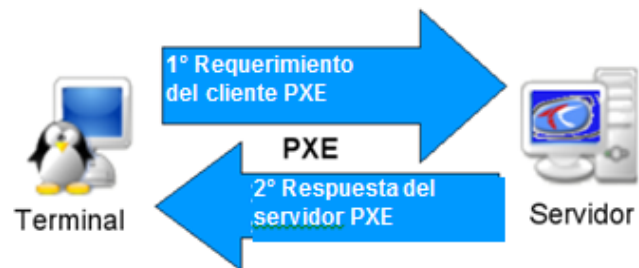 1° Requerimiento
del cliente PXE
PXE
2° Respuesta del
servidor PXE
Terminal
Servidor